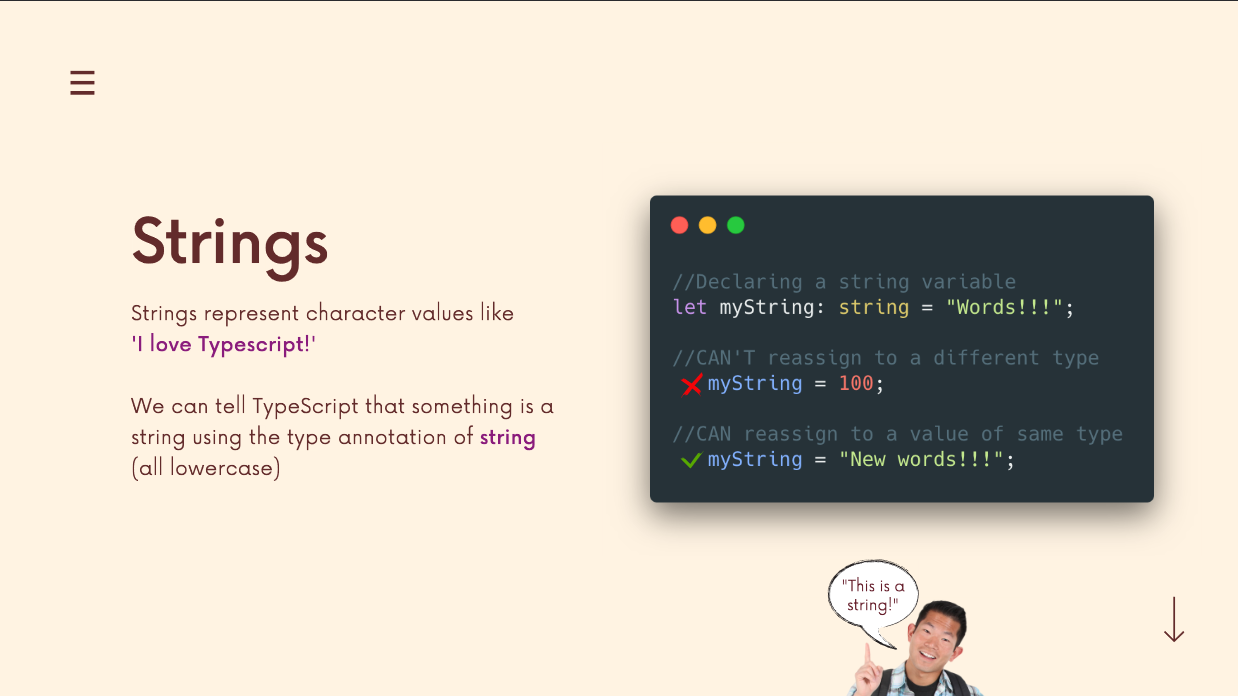 Strings
Strings represent character values like
'I love Typescript!'
We can tell TypeScript that something is a
string using the type annotation of string
(all lowercase)
//Declaring a string variable
let myString: string = "Words!!!";
//CAN'T reassign to a different type
myString = 100;
//CAN reassign to a value of same type
myString = "New words!!!";
"This is a
string!"